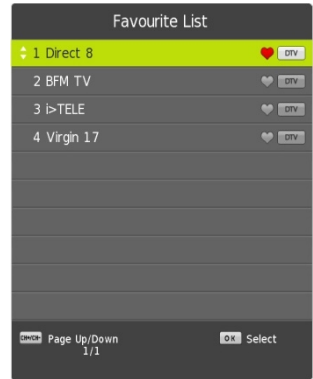 Favourite List
1 Direct 8 DTV
2 BFM TV DTV
3 i>TELE DTV
4 Virgin 17 DTV
CH+/CH- Page Up/Down OK Select
1/1